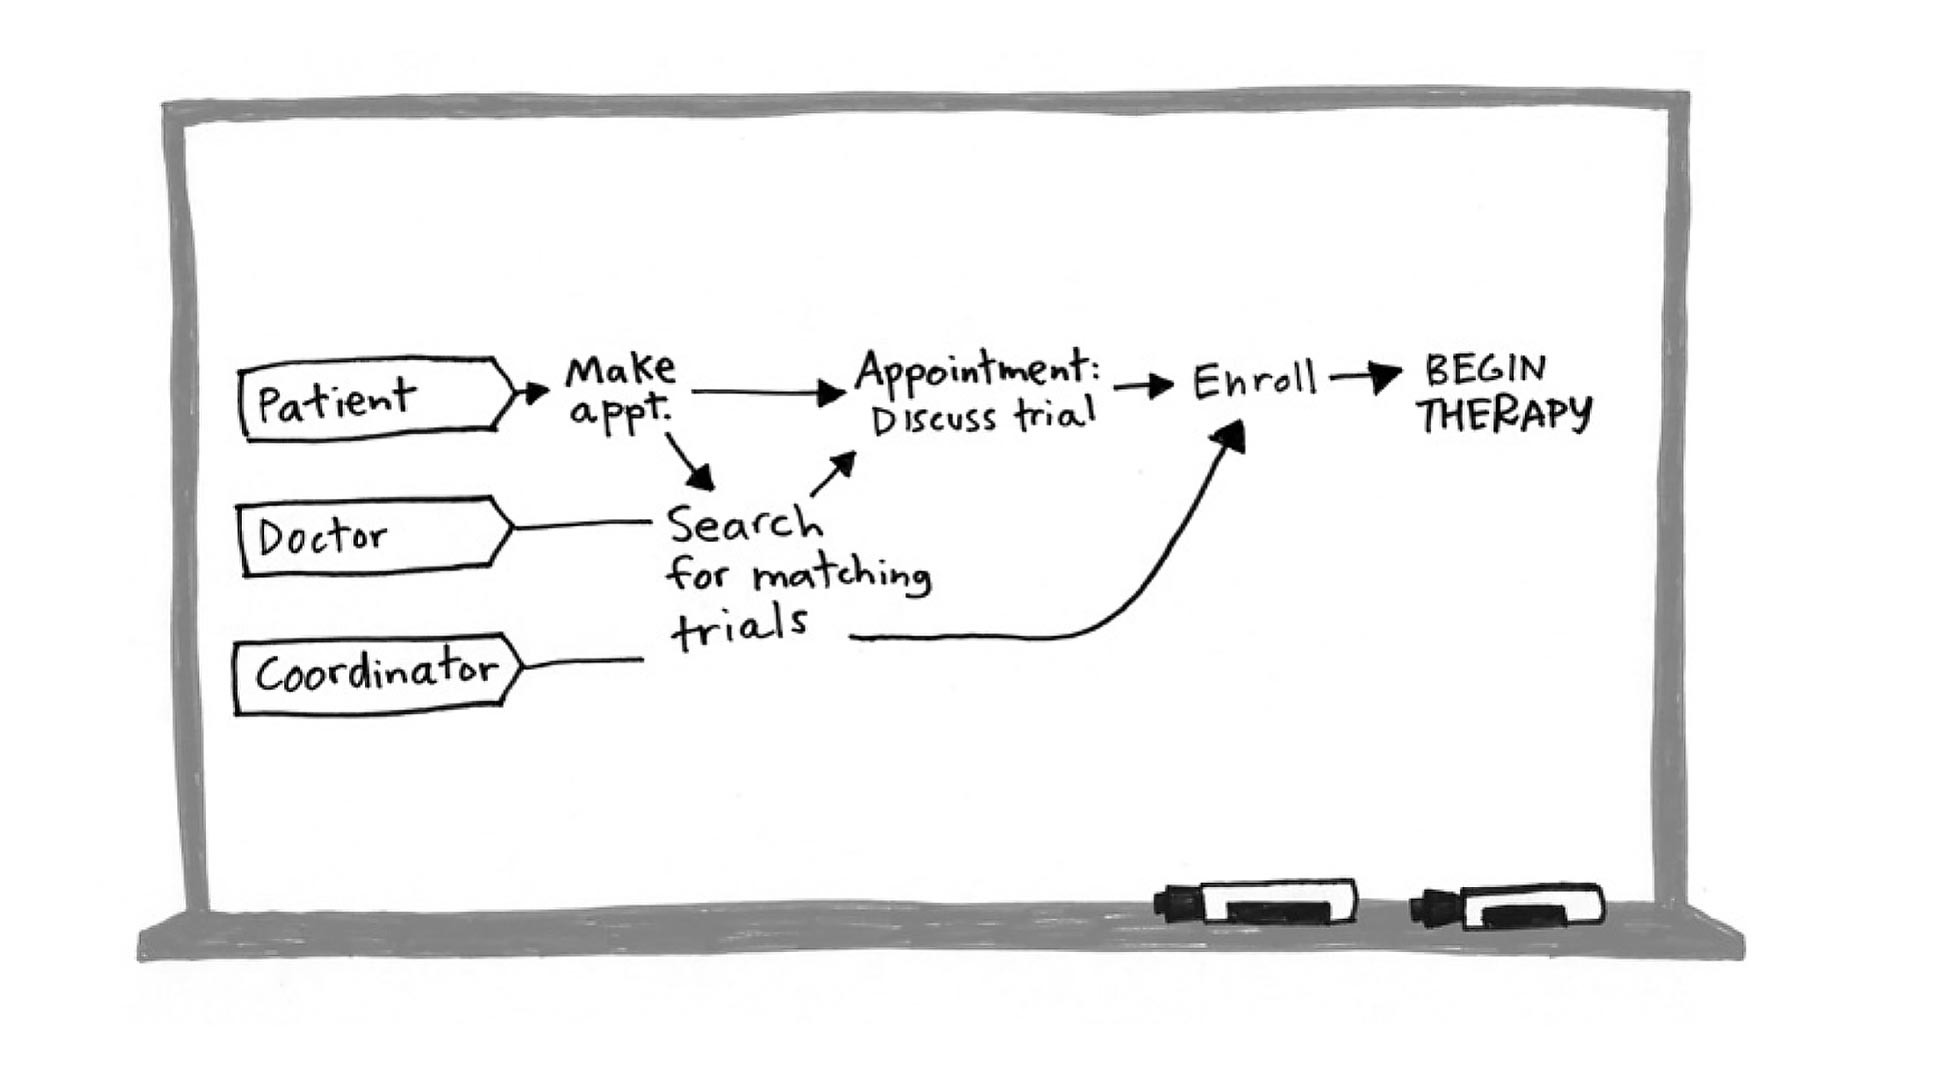 Patient
Make
appt.
Appointment:
Discuss trial
Enroll
BEGIN
THERAPY
Doctor
Search
for matching
trials
Coordinator